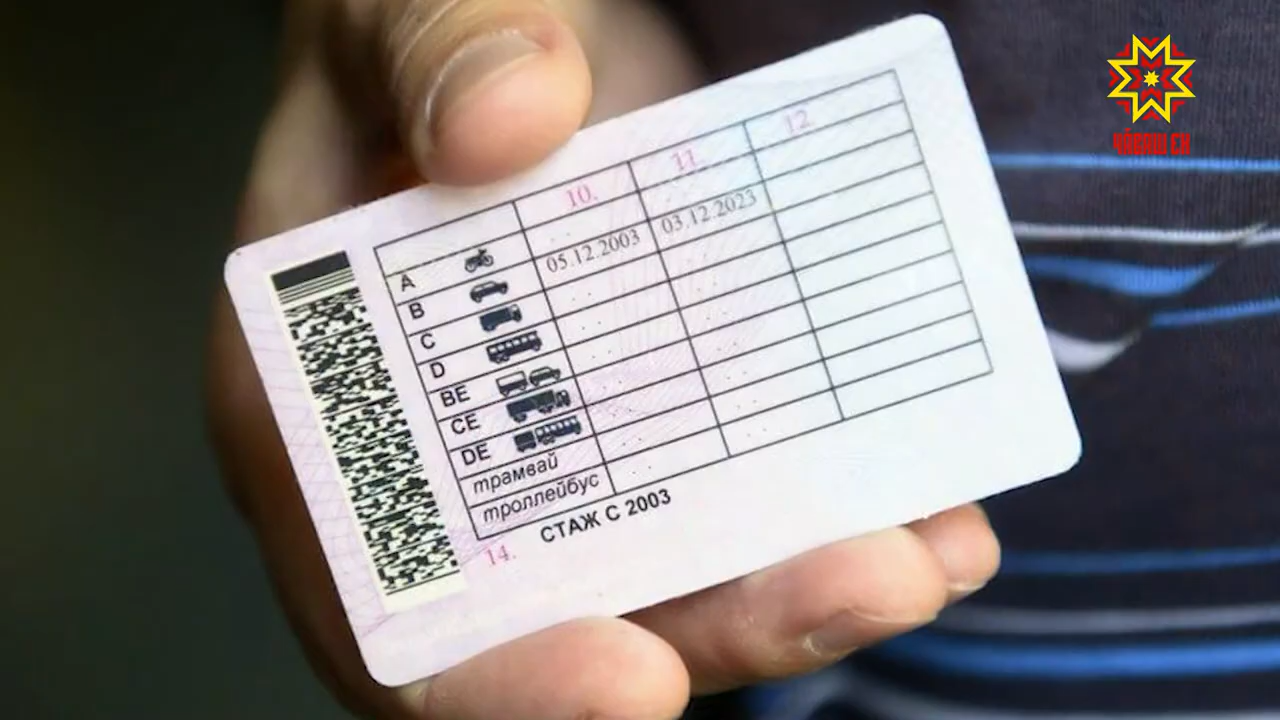 10. 11. 12.
A
B 05.12.2003 03.12.2023
C
D
BE
CE
DE
трамвай
троллейбус
14. СТАЖ С 2003
ЧӐВАШ ЕН